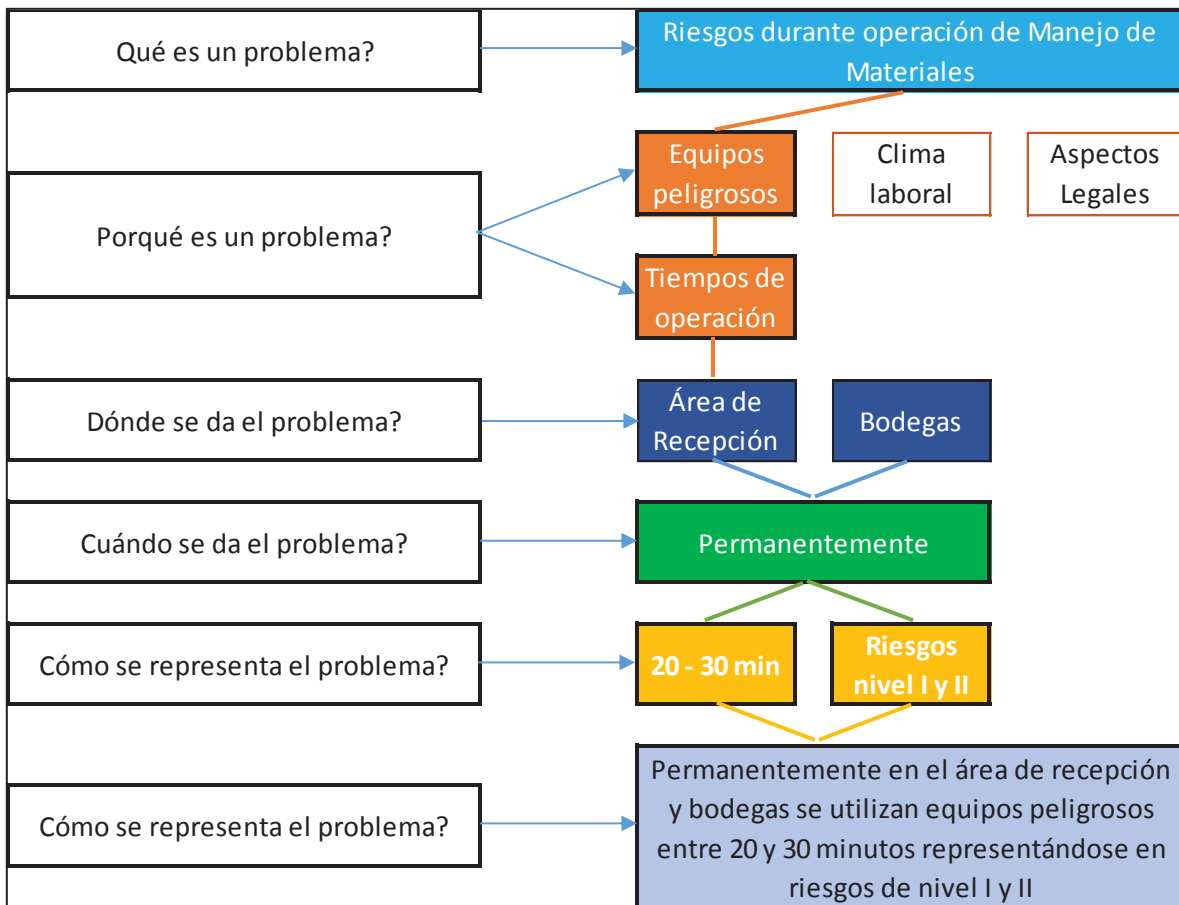 Qué es un problema?
Riesgos durante operación de Manejo de
Materiales
Porqué es un problema?
Equipos
peligrosos
Clima
laboral
Aspectos
Legales
Tiempos de
operación
Dónde se da el problema?
Área de
Recepción
Bodegas
Cuándo se da el problema?
Permanentemente
Cómo se representa el problema?
20 - 30 min
Riesgos
nivel I y II
Cómo se representa el problema?
Permanentemente en el área de recepción
y bodegas se utilizan equipos peligrosos
entre 20 y 30 minutos representándose en
riesgos de nivel I y II